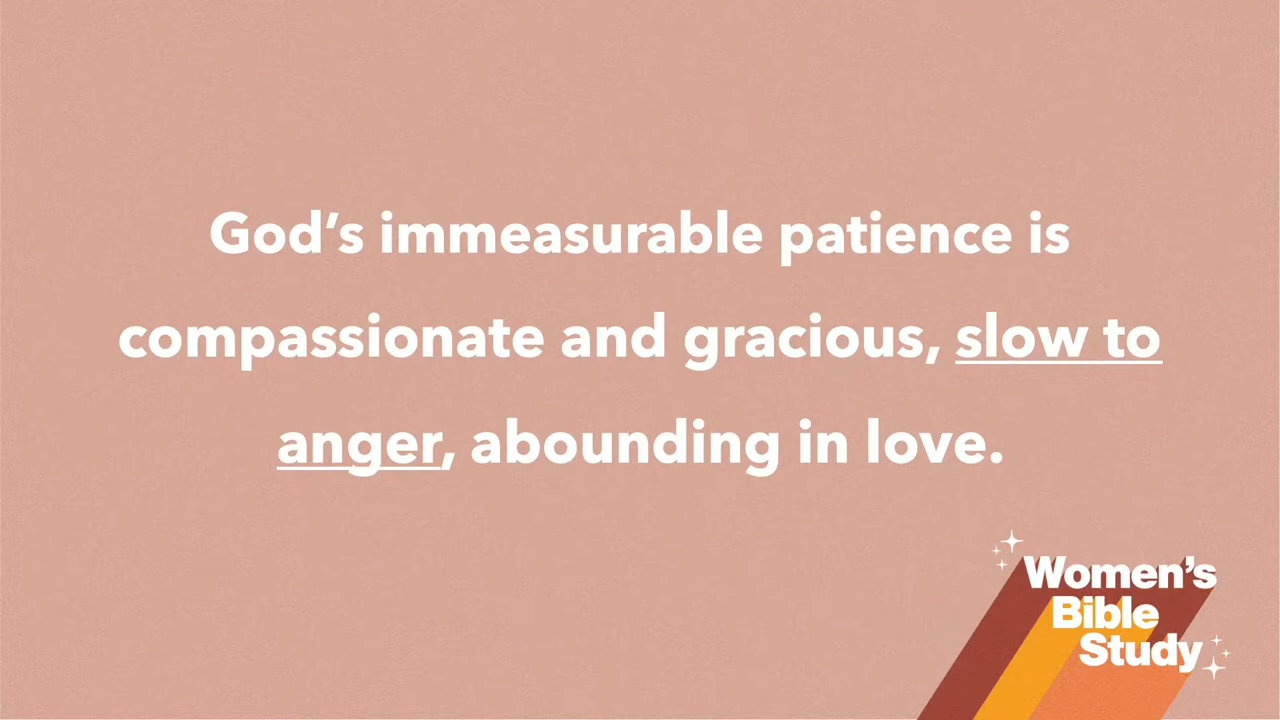 God’s immeasurable patience is
compassionate and gracious, slow to
anger, abounding in love.
Women’s
Bible
Study